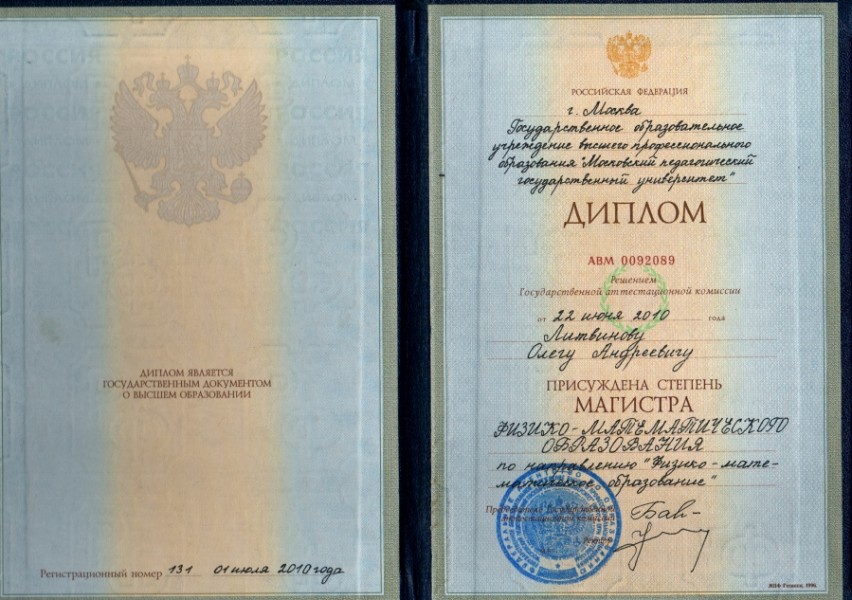 ДИПЛОМ ЯВЛЯЕТСЯ
ГОСУДАРСТВЕННЫМ ДОКУМЕНТОМ
О ВЫСШЕМ ОБРАЗОВАНИИ
Регистрационный номер 131 01 июля 2010 года
РОССИЙСКАЯ ФЕДЕРАЦИЯ
г. Москва
Государственное образовательное
учреждение высшего профессионального
образования "Московский педагогический
государственный университет"
ДИПЛОМ
АВМ 0092089
Решением
Государственной аттестационной комиссии
от 22 июня 2010 года
Литвинову
Олегу Андреевичу
ПРИСУЖДЕНА СТЕПЕНЬ
МАГИСТРА
ФИЗИКО-МАТЕМАТИЧЕСКОГО
ОБРАЗОВАНИЯ
по направлению "Физико-мате-
матическое образование"